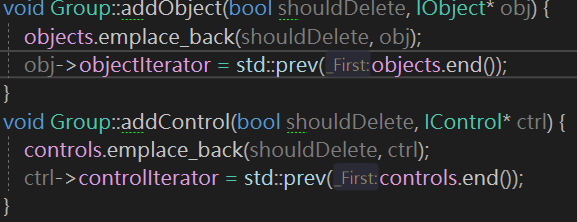 void Group::addObject(bool shouldDelete, IObject* obj) {
objects.emplace_back(shouldDelete, obj);
obj->objectIterator = std::prev(_First:objects.end());
}
void Group::addControl(bool shouldDelete, IControl* ctrl) {
controls.emplace_back(shouldDelete, ctrl);
ctrl->controlIterator = std::prev(_First:controls.end());
}